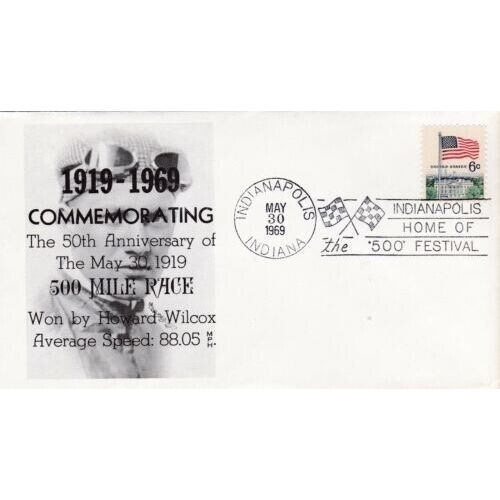 1919-1969
COMMEMORATING
The 50th Anniversary of
The May 30, 1919
500 MILE RACE
Won by Howard Wilcox
Average Speed: 88.05 MPH.
INDIANAPOLIS
MAY
30
1969
INDIANA
INDIANAPOLIS
HOME OF
the '500' FESTIVAL
UNITED STATES 6c